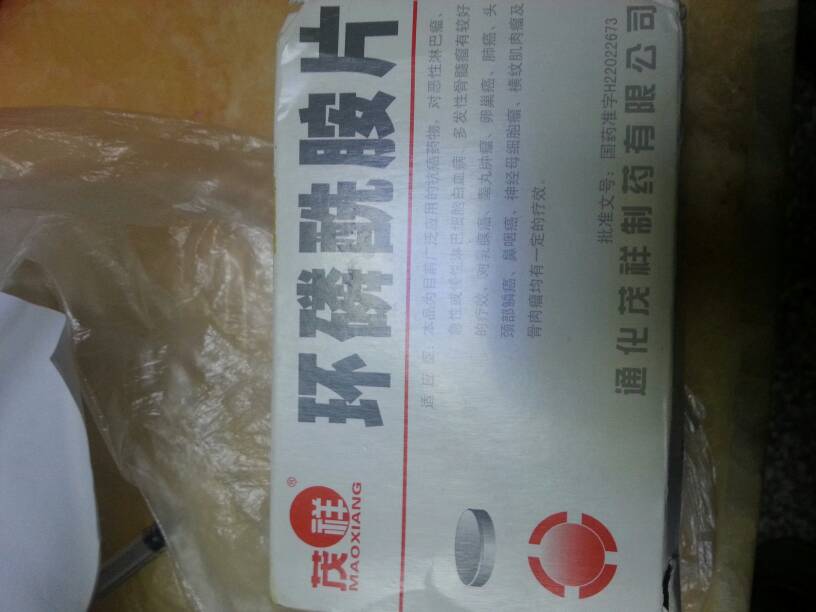 茂祥®
MAOXIANG
环磷酰胺片
适应症:本品为目前广泛应用的抗癌药物,对恶性淋巴瘤、
急性或慢性淋巴细胞白血病、多发性骨髓瘤有较好
的疗效,对乳腺癌、睾丸肿瘤、卵巢癌、肺癌、头
颈部鳞癌、鼻咽癌、神经母细胞瘤、横纹肌肉瘤及
骨肉瘤均有一定的疗效。
批准文号:国药准字H22022673
通化茂祥制药有限公司